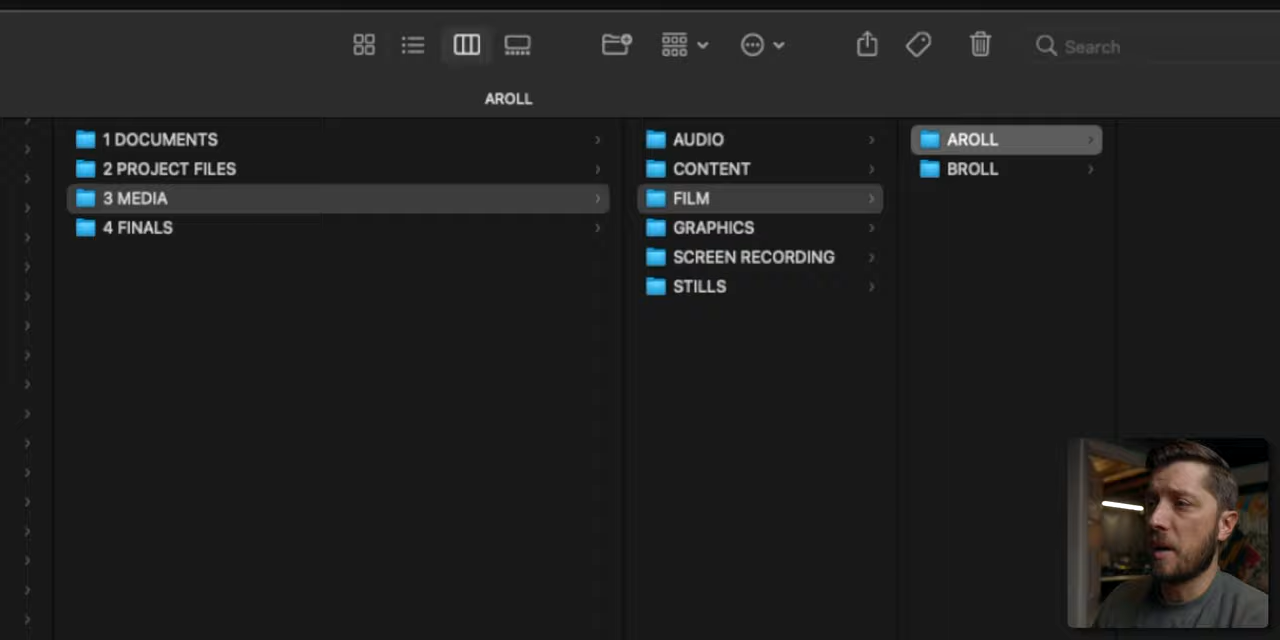 Search
AROLL
1 DOCUMENTS
2 PROJECT FILES
3 MEDIA
4 FINALS
AUDIO
CONTENT
FILM
GRAPHICS
SCREEN RECORDING
STILLS
AROLL
BROLL